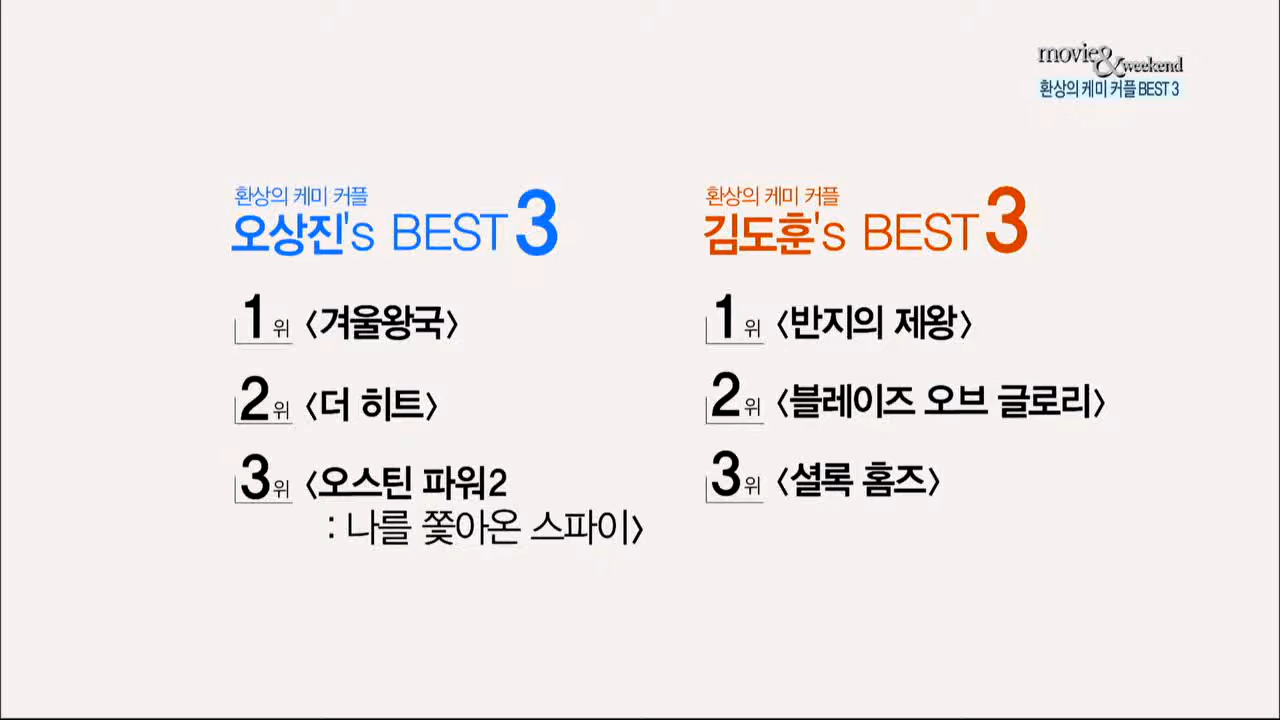 movie&weekend
환상의 케미 커플 BEST 3
환상의 케미 커플
오상진's BEST 3
1위 〈겨울왕국〉
2위 〈더 히트〉
3위 〈오스틴 파워2
: 나를 쫓아온 스파이〉
환상의 케미 커플
김도훈's BEST 3
1위 〈반지의 제왕〉
2위 〈블레이즈 오브 글로리〉
3위 〈셜록 홈즈〉